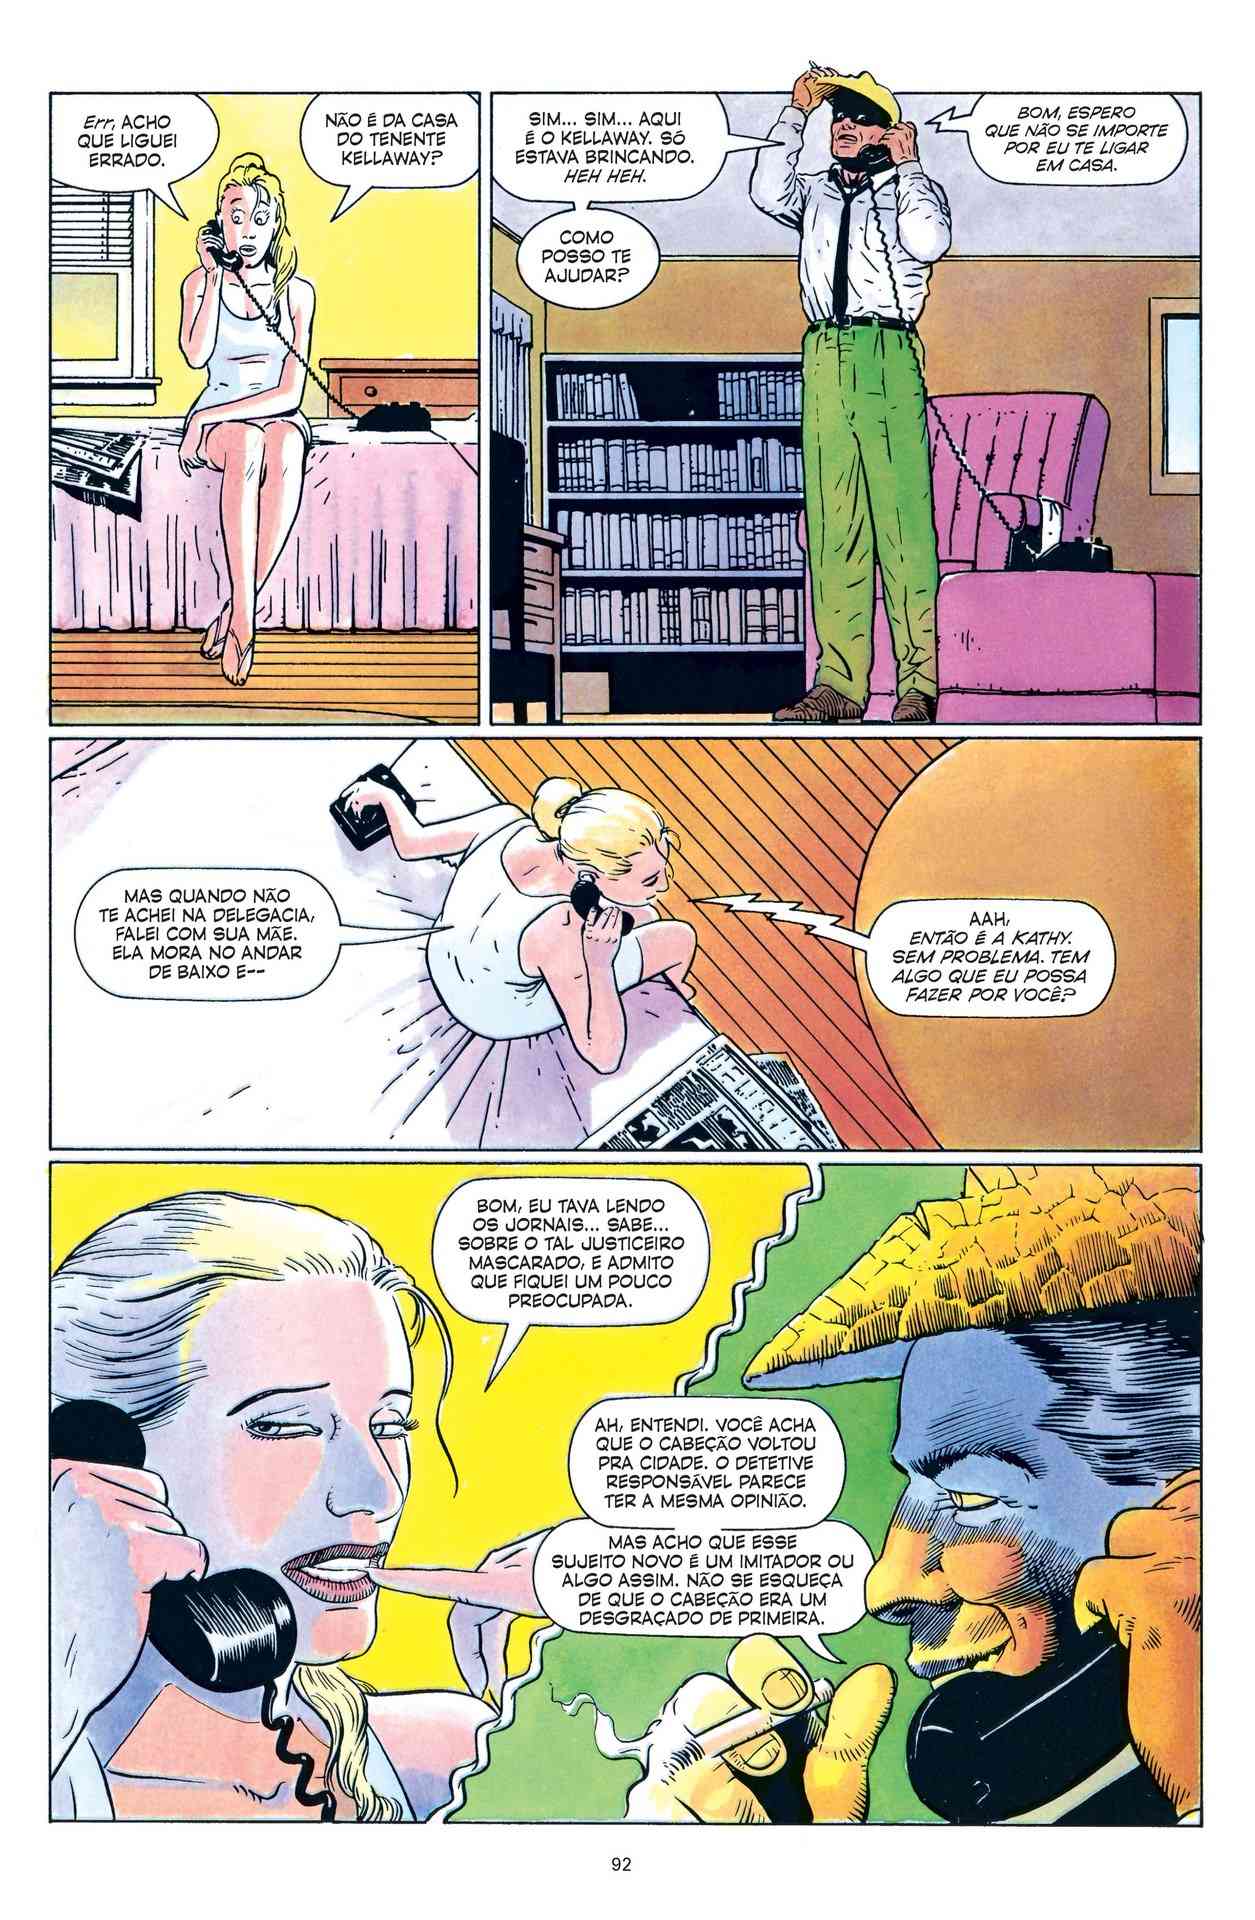 Err, ACHO
QUE LIGUEI
ERRADO.
NÃO É DA CASA
DO TENENTE
KELLAWAY?
SIM... SIM... AQUI
É O KELLAWAY. SÓ
ESTAVA BRINCANDO.
HEH HEH.
COMO
POSSO TE
AJUDAR?
BOM, ESPERO
QUE NÃO SE IMPORTE
POR EU TE LIGAR
EM CASA.
MAS QUANDO NÃO
TE ACHEI NA DELEGACIA,
FALEI COM SUA MÃE.
ELA MORA NO ANDAR
DE BAIXO E--
AAH,
ENTÃO É A KATHY.
SEM PROBLEMA. TEM
ALGO QUE EU POSSA
FAZER POR VOCÊ?
BOM, EU TAVA LENDO
OS JORNAIS... SABE...
SOBRE O TAL JUSTICEIRO
MASCARADO, E ADMITO
QUE FIQUEI UM POUCO
PREOCUPADA.
AH, ENTENDI. VOCÊ ACHA
QUE O CABEÇÃO VOLTOU
PRA CIDADE. O DETETIVE
RESPONSÁVEL PARECE
TER A MESMA OPINIÃO.
MAS ACHO QUE ESSE
SUJEITO NOVO É UM IMITADOR OU
ALGO ASSIM. NÃO SE ESQUEÇA
DE QUE O CABEÇÃO ERA UM
DESGRAÇADO DE PRIMEIRA.
92